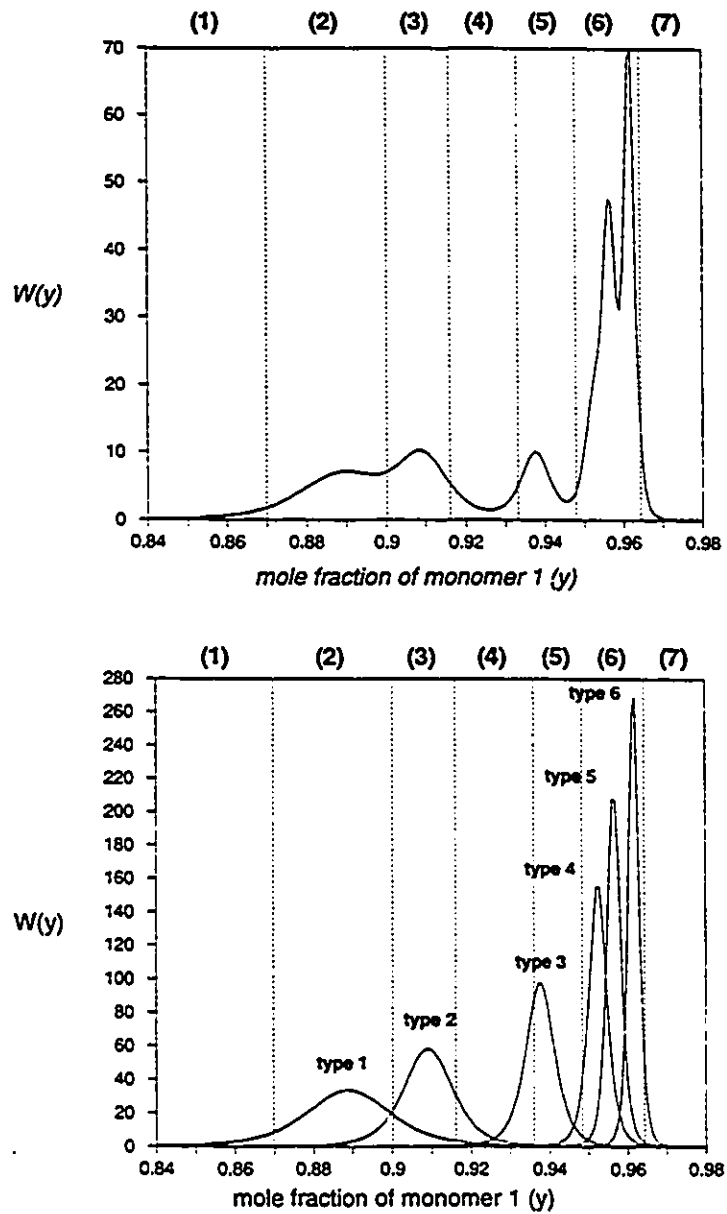 (1) (2) (3) (4) (5) (6) (7)
70
60
50
40
30
20
10
0
W(y)
0.84 0.86 0.88 0.9 0.92 0.94 0.96 0.98
mole fraction of monomer 1 (y)
(1) (2) (3) (4) (5) (6) (7)
280
260
240
220
200
180
160
140
120
100
80
60
40
20
0
W(y)
type 6
type 5
type 4
type 3
type 2
type 1
0.84 0.86 0.88 0.9 0.92 0.94 0.96 0.98
mole fraction of monomer 1 (y)